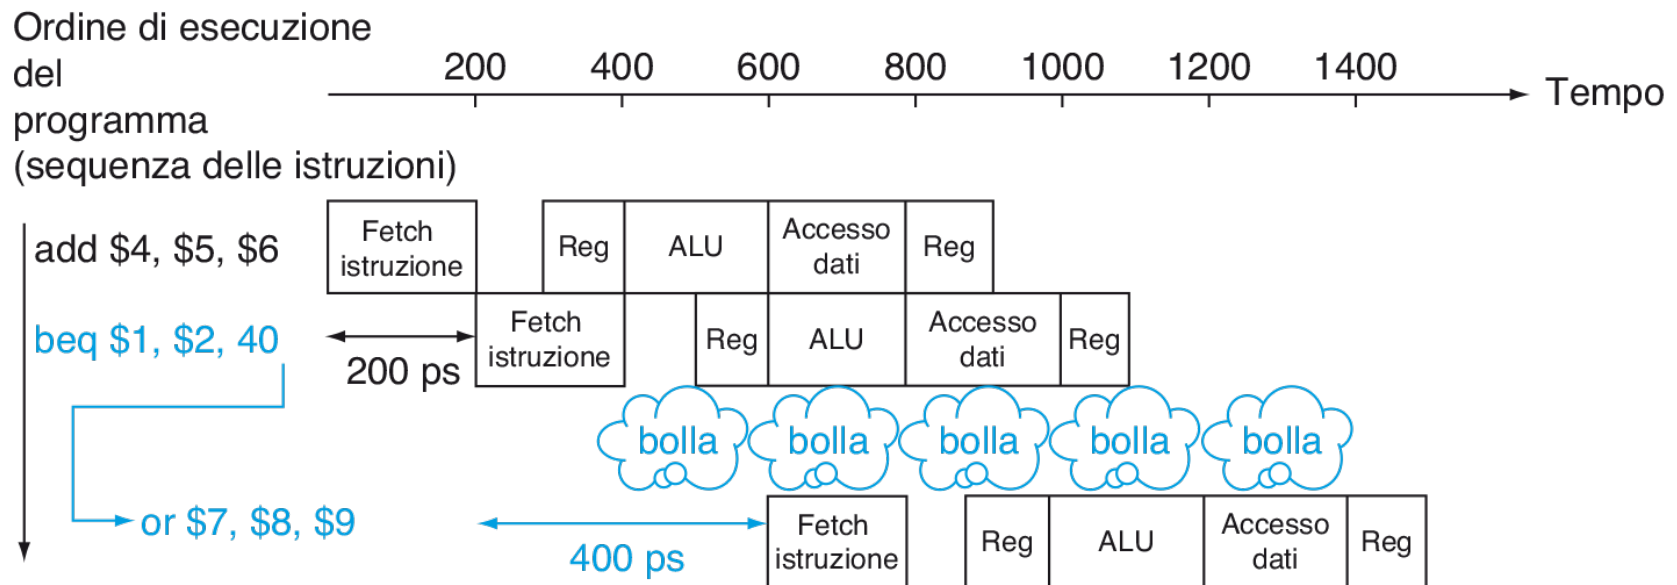 Ordine di esecuzione
del
programma
(sequenza delle istruzioni)
200 400 600 800 1000 1200 1400
Tempo
add $4, $5, $6
Fetch
istruzione
Reg
ALU
Accesso
dati
Reg
beq $1, $2, 40
200 ps
Fetch
istruzione
Reg
ALU
Accesso
dati
Reg
bolla bolla bolla bolla bolla
or $7, $8, $9
400 ps
Fetch
istruzione
Reg
ALU
Accesso
dati
Reg